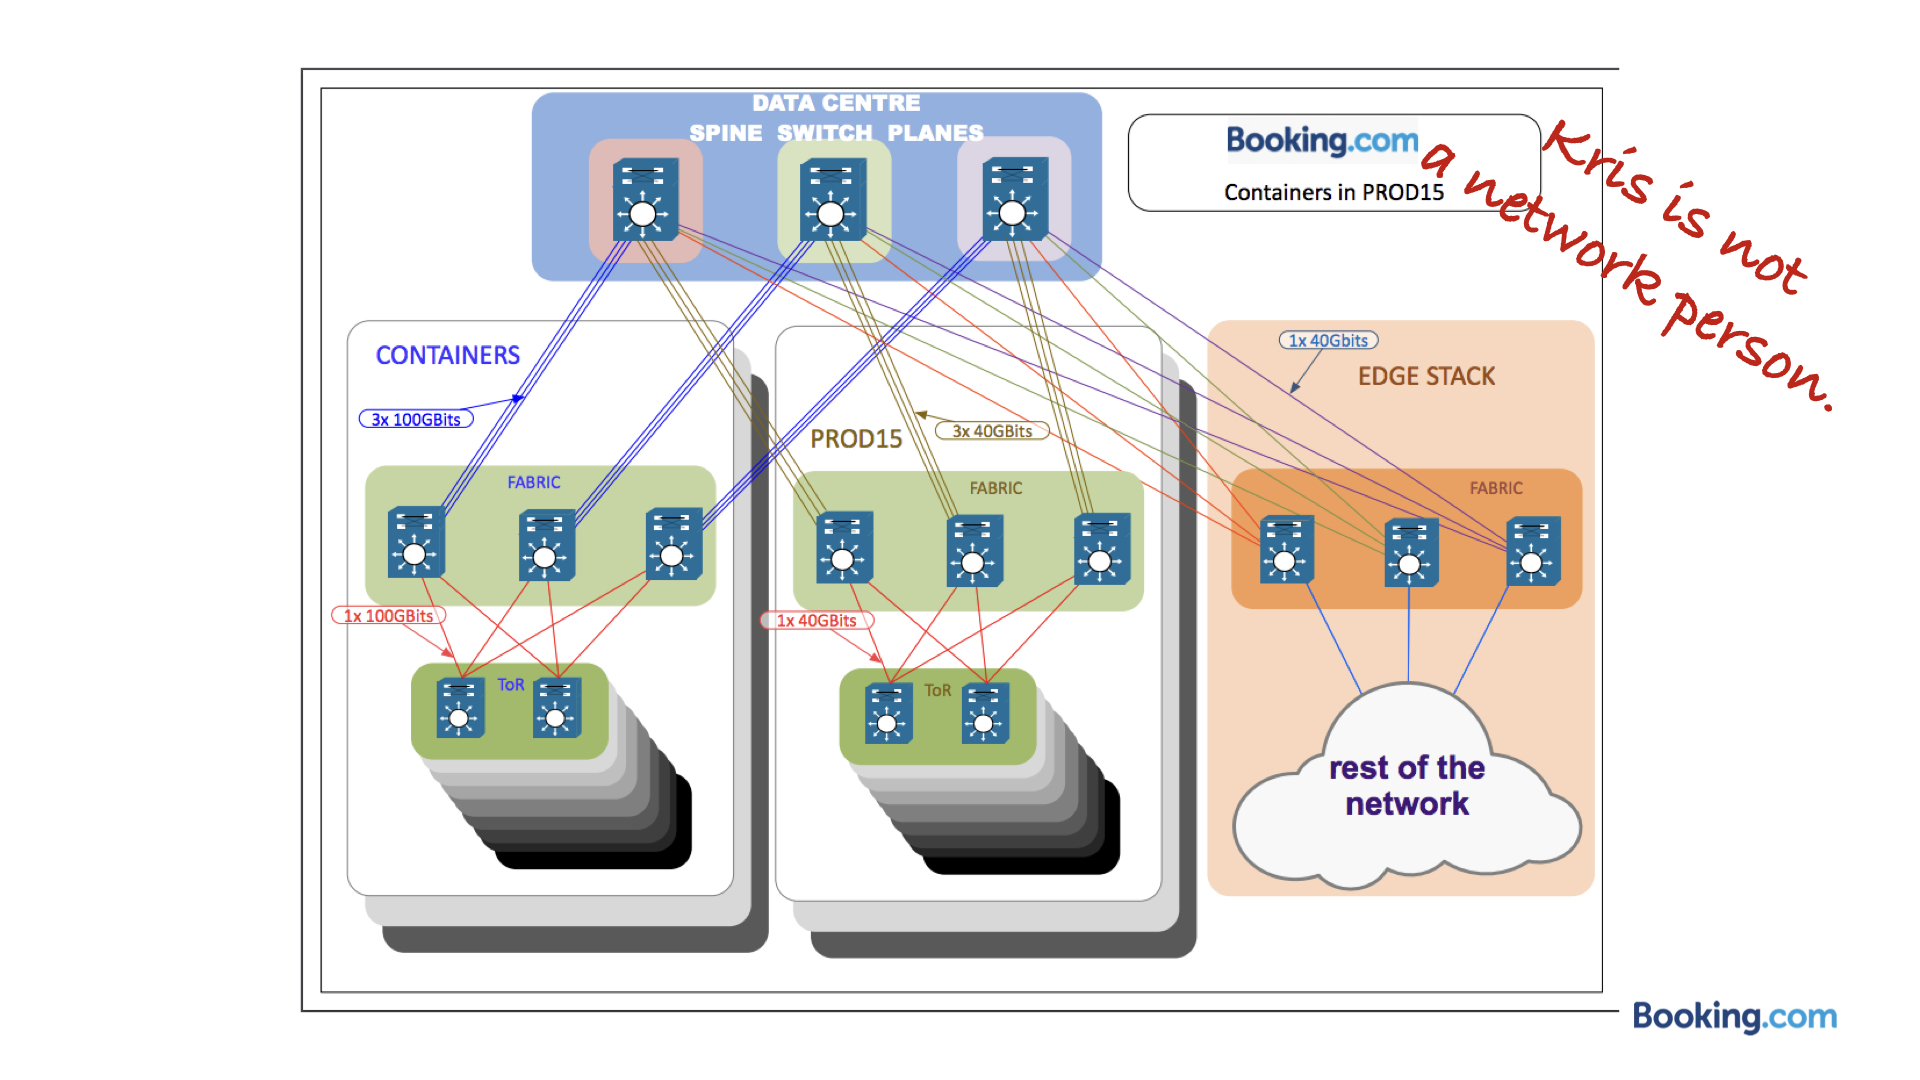 DATA CENTRE
SPINE SWITCH PLANES
Booking.com
Containers in PROD15
Kris is not
a network person.
CONTAINERS
3x 100GBits
FABRIC
1x 100GBits
ToR
PROD15
3x 40GBits
FABRIC
1x 40GBits
ToR
1x 40Gbits
EDGE STACK
FABRIC
rest of the
network
Booking.com